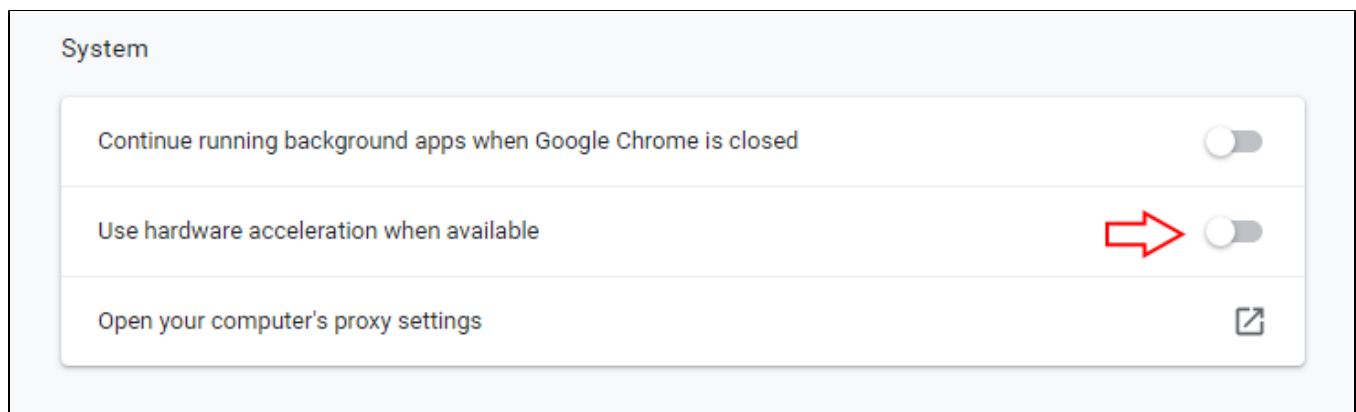 System
Continue running background apps when Google Chrome is closed
Use hardware acceleration when available
Open your computer's proxy settings